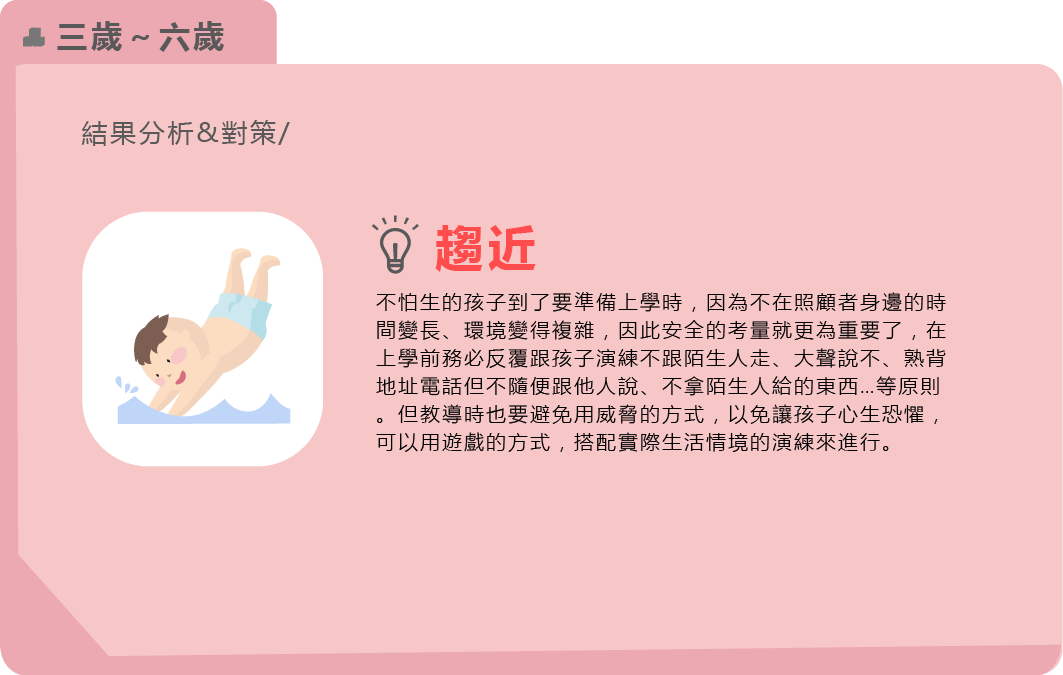 三歲~六歲
結果分析&對策/
趨近
不怕生的孩子到了要準備上學時，因為不在照顧者身邊的時
間變長、環境變得複雜，因此安全的考量就更為重要了，在
上學前務必反覆跟孩子演練不跟陌生人走、大聲說不、熟背
地址電話但不隨便跟他人說、不拿陌生人給的東西...等原則
。但教導時也要避免用威脅的方式，以免讓孩子心生恐懼，
可以用遊戲的方式，搭配實際生活情境的演練來進行。